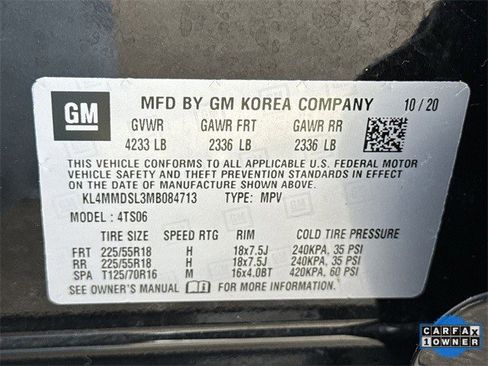 GM
MFD BY GM KOREA COMPANY 10/20
GVWR GAWR FRT GAWR RR
4233 LB 2336 LB 2336 LB
THIS VEHICLE CONFORMS TO ALL APPLICABLE U.S. FEDERAL MOTOR
VEHICLE SAFETY AND THEFT PREVENTION STANDARDS IN
EFFECT ON THE DATE OF MANUFACTURE SHOWN ABOVE.
KL4MMDSL3MB084713 TYPE: MPV
MODEL: 4TS06
TIRE SIZE SPEED RTG RIM COLD TIRE PRESSURE
FRT 225/55R18 H 18x7.5J 240KPA, 35 PSI
RR 225/55R18 H 18x7.5J 240KPA, 35 PSI
SPA T125/70R16 M 16x4.0BT 420KPA, 60 PSI
SEE OWNER'S MANUAL FOR ADDITIONAL INFORMATION.
CARFAX
1 OWNER